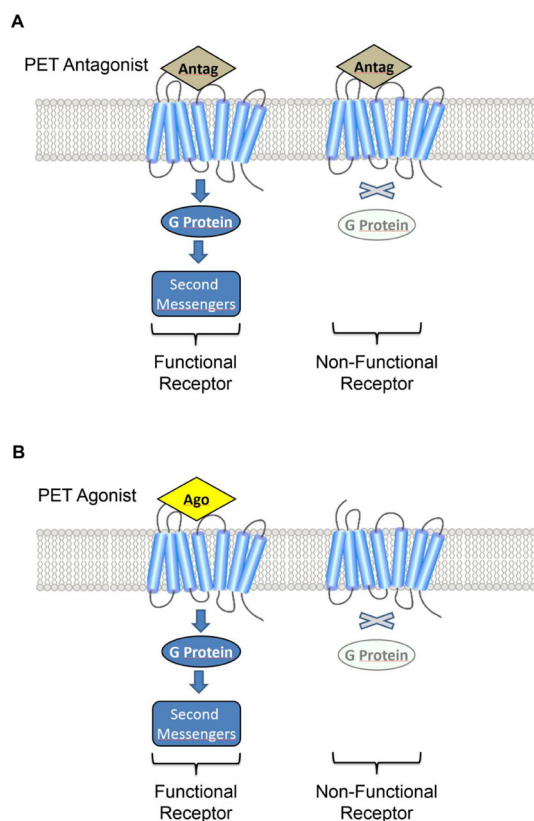 A
PET Antagonist
Antag
Antag
G Protein
G Protein
Second
Messengers
Functional
Receptor
Non-Functional
Receptor
B
PET Agonist
Ago
G Protein
G Protein
Second
Messengers
Functional
Receptor
Non-Functional
Receptor